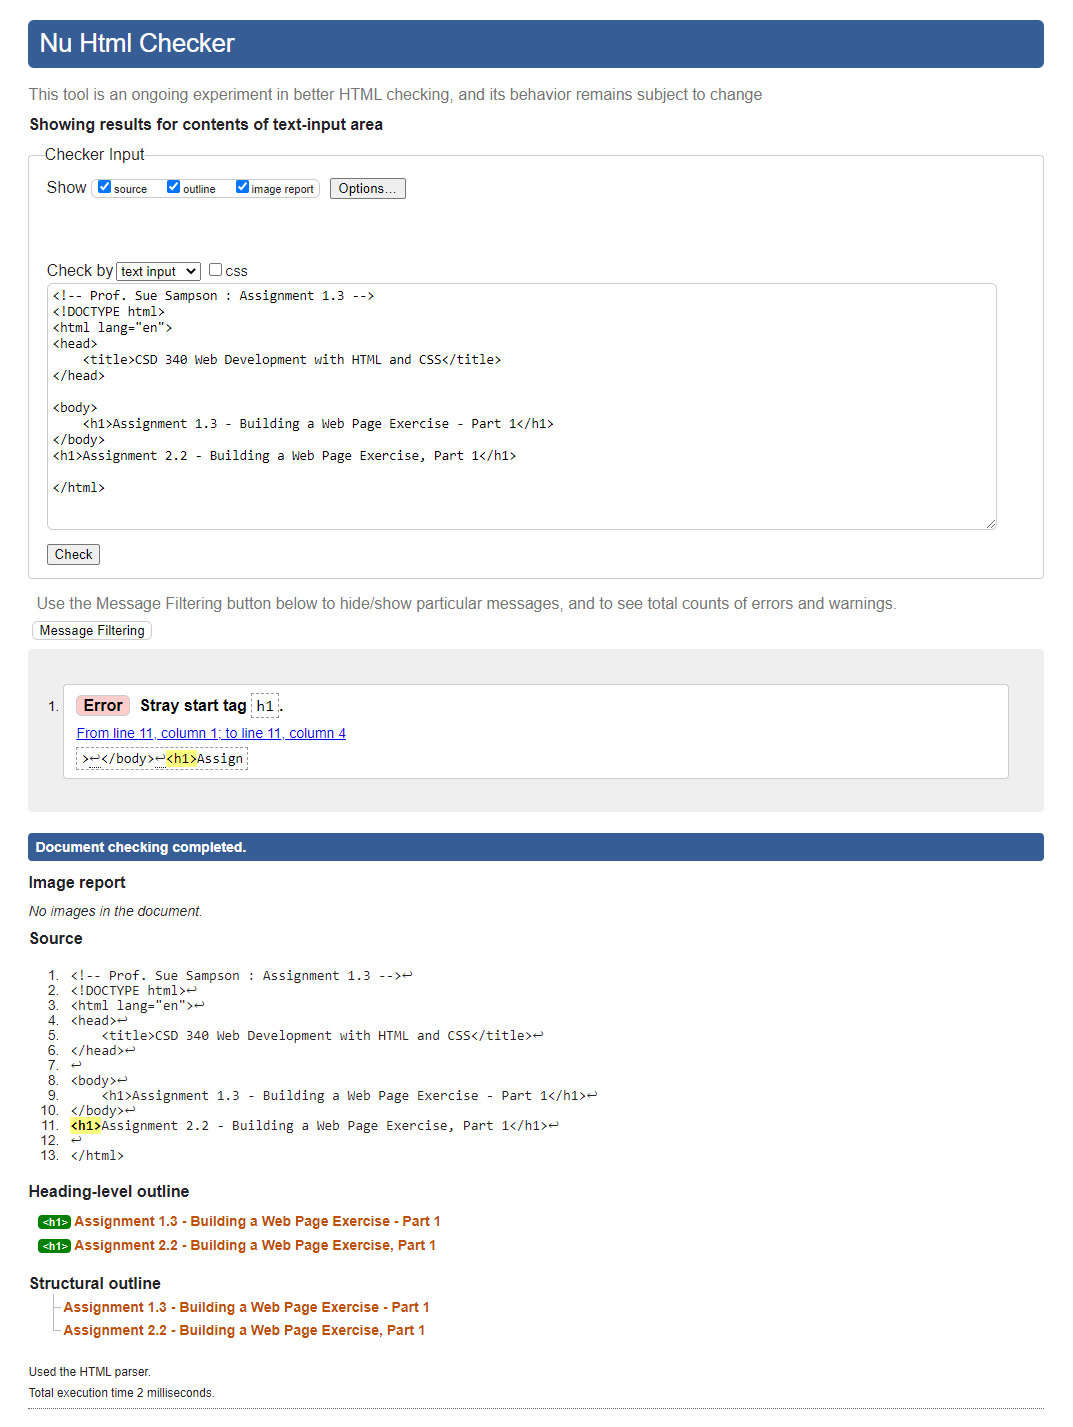 Nu Html Checker
This tool is an ongoing experiment in better HTML checking, and its behavior remains subject to change
Showing results for contents of text-input area
Checker Input
Show source outline image report Options...
Check by text input css
<!-- Prof. Sue Sampson : Assignment 1.3 -->
<!DOCTYPE html>
<html lang="en">
<head>
    <title>CSD 340 Web Development with HTML and CSS</title>
</head>

<body>
    <h1>Assignment 1.3 - Building a Web Page Exercise - Part 1</h1>
</body>
<h1>Assignment 2.2 - Building a Web Page Exercise, Part 1</h1>

</html>
Check
Use the Message Filtering button below to hide/show particular messages, and to see total counts of errors and warnings.
Message Filtering
1. Error Stray start tag h1.
From line 11, column 1; to line 11, column 4
>↩</body>↩<h1>Assign
Document checking completed.
Image report
No images in the document.
Source
1. <!-- Prof. Sue Sampson : Assignment 1.3 -->↩
2. <!DOCTYPE html>↩
3. <html lang="en">↩
4. <head>↩
5.     <title>CSD 340 Web Development with HTML and CSS</title>↩
6. </head>↩
7. ↩
8. <body>↩
9.     <h1>Assignment 1.3 - Building a Web Page Exercise - Part 1</h1>↩
10. </body>↩
11. <h1>Assignment 2.2 - Building a Web Page Exercise, Part 1</h1>↩
12. ↩
13. </html>
Heading-level outline
<h1> Assignment 1.3 - Building a Web Page Exercise - Part 1
<h1> Assignment 2.2 - Building a Web Page Exercise, Part 1
Structural outline
Assignment 1.3 - Building a Web Page Exercise - Part 1
Assignment 2.2 - Building a Web Page Exercise, Part 1
Used the HTML parser.
Total execution time 2 milliseconds.